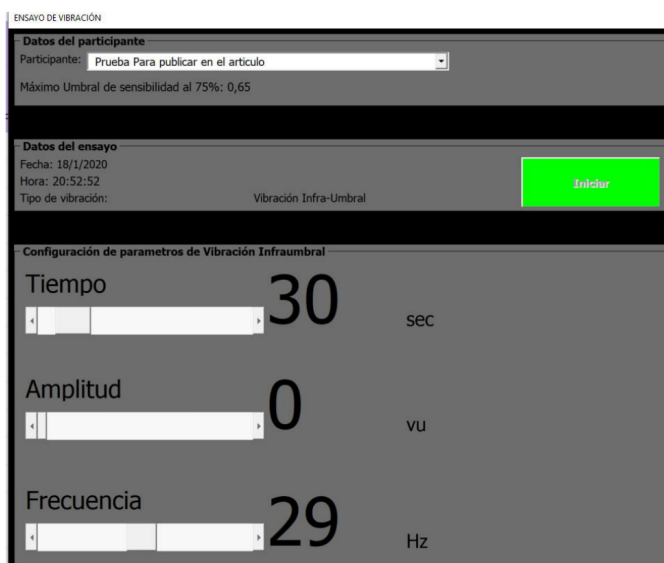 ENSAYO DE VIBRACIÓN
Datos del participante
Participante: Prueba Para publicar en el articulo
Máximo Umbral de sensibilidad al 75%: 0,65
Datos del ensayo
Fecha: 18/1/2020
Hora: 20:52:52
Iniciar
Tipo de vibración: Vibración Infra-Umbral
Configuración de parametros de Vibración Infraumbral
Tiempo
30 sec
Amplitud
0 vu
Frecuencia
29 Hz